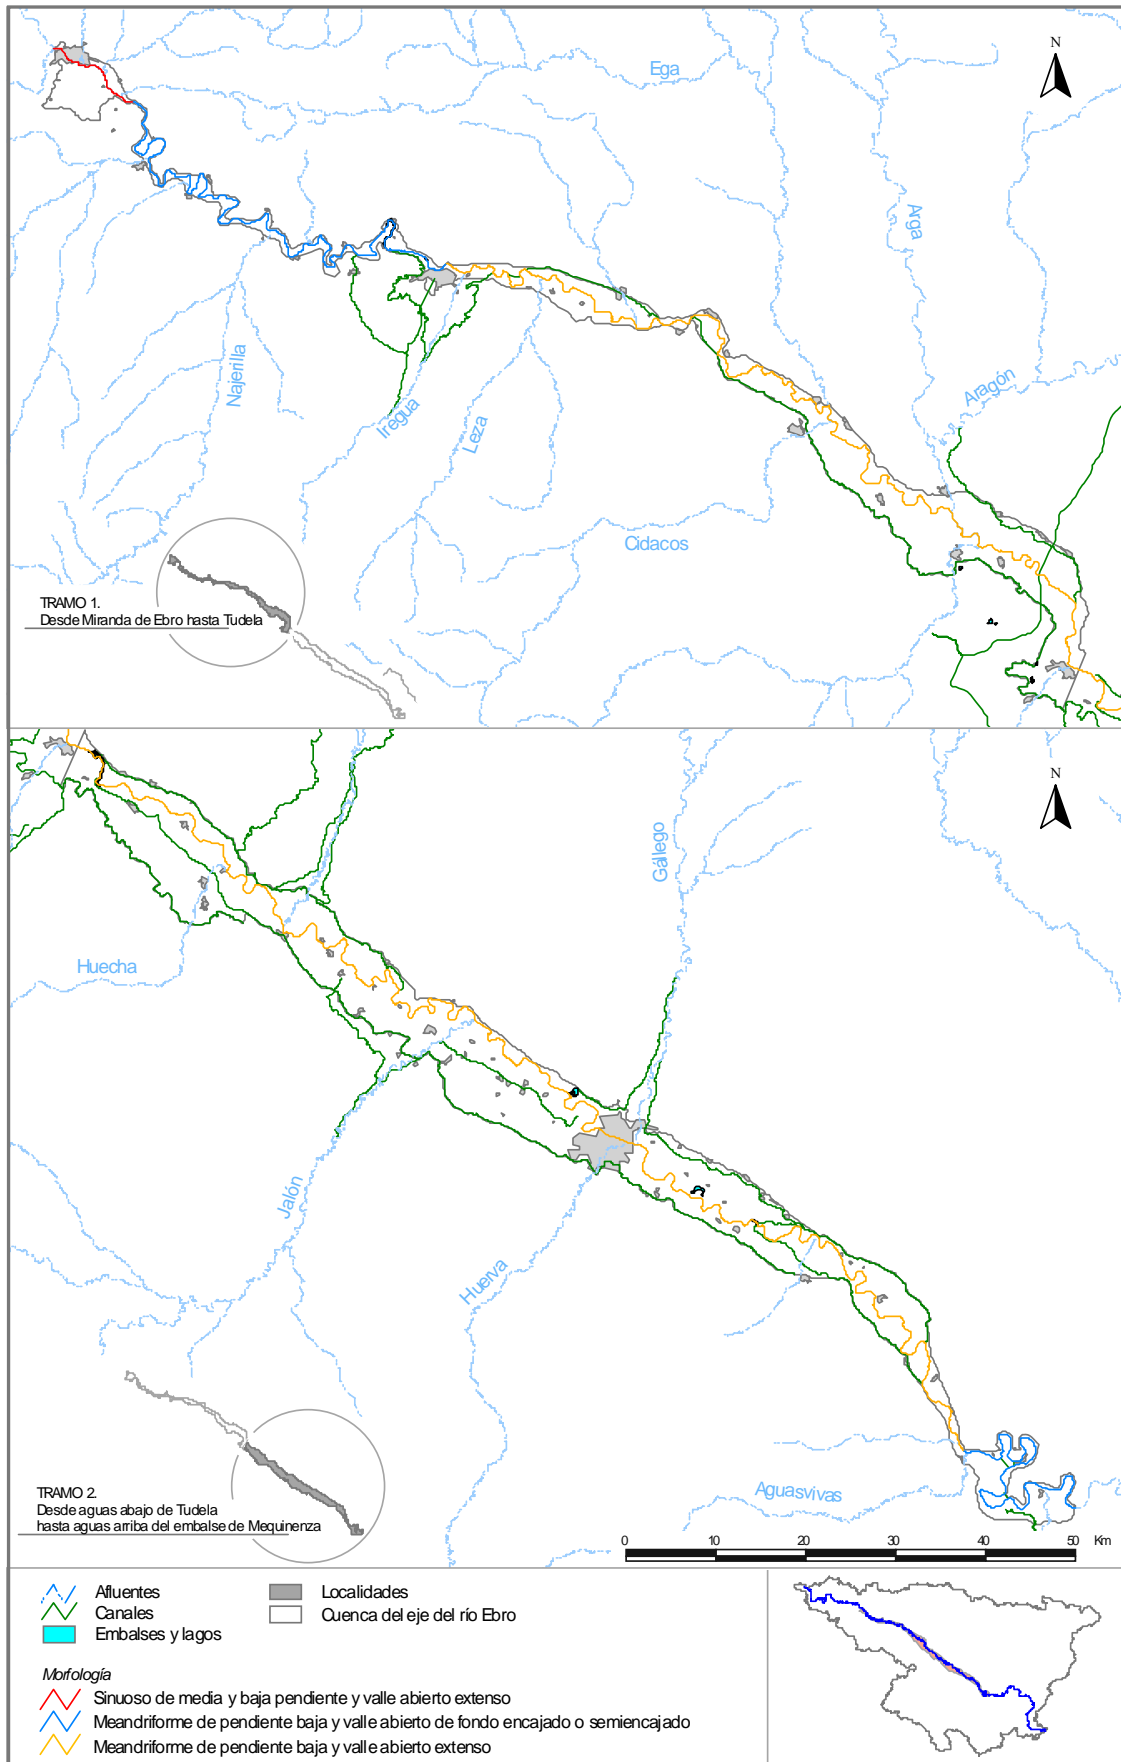 N
Ega
Arga
Aragón
Najerilla
Iregua
Leza
Cidacos
TRAMO 1.
Desde Miranda de Ebro hasta Tudela
N
Gállego
Huecha
Jalón
Huerva
Aguasvivas
TRAMO 2.
Desde aguas abajo de Tudela
hasta aguas arriba del embalse de Mequinenza
0 10 20 30 40 50 Km
Afluentes
Canales
Embalses y lagos
Localidades
Cuenca del eje del río Ebro
Morfología
Sinuoso de media y baja pendiente y valle abierto extenso
Meandriforme de pendiente baja y valle abierto de fondo encajado o semiencajado
Meandriforme de pendiente baja y valle abierto extenso